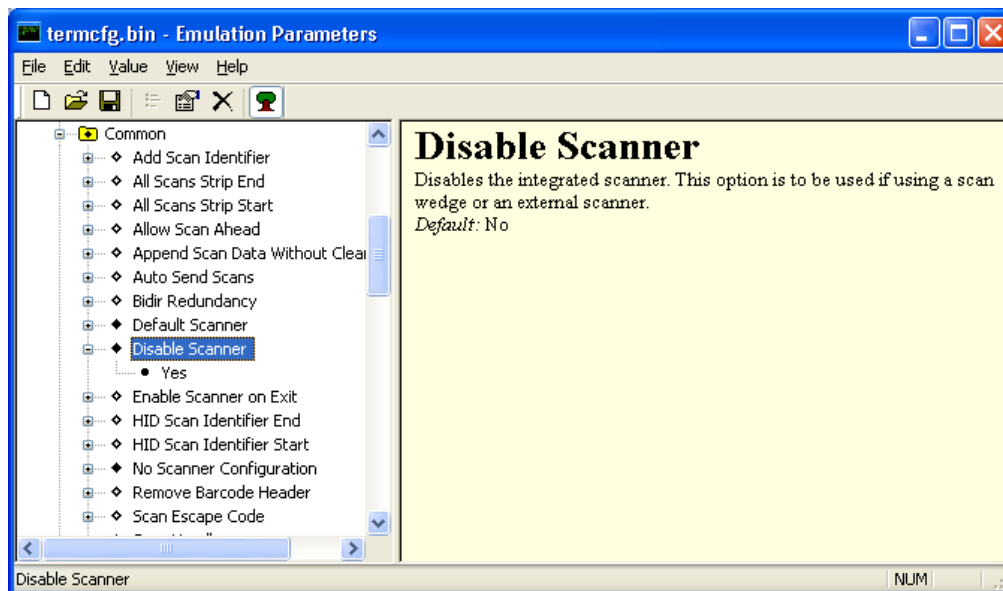 termcfg.bin - Emulation Parameters
File Edit Value View Help
Common
Add Scan Identifier
All Scans Strip End
All Scans Strip Start
Allow Scan Ahead
Append Scan Data Without Clear
Auto Send Scans
Bidir Redundancy
Default Scanner
Disable Scanner
Yes
Enable Scanner on Exit
HID Scan Identifier End
HID Scan Identifier Start
No Scanner Configuration
Remove Barcode Header
Scan Escape Code
Disable Scanner
Disables the integrated scanner. This option is to be used if using a scan
wedge or an external scanner.
Default: No
Disable Scanner
NUM